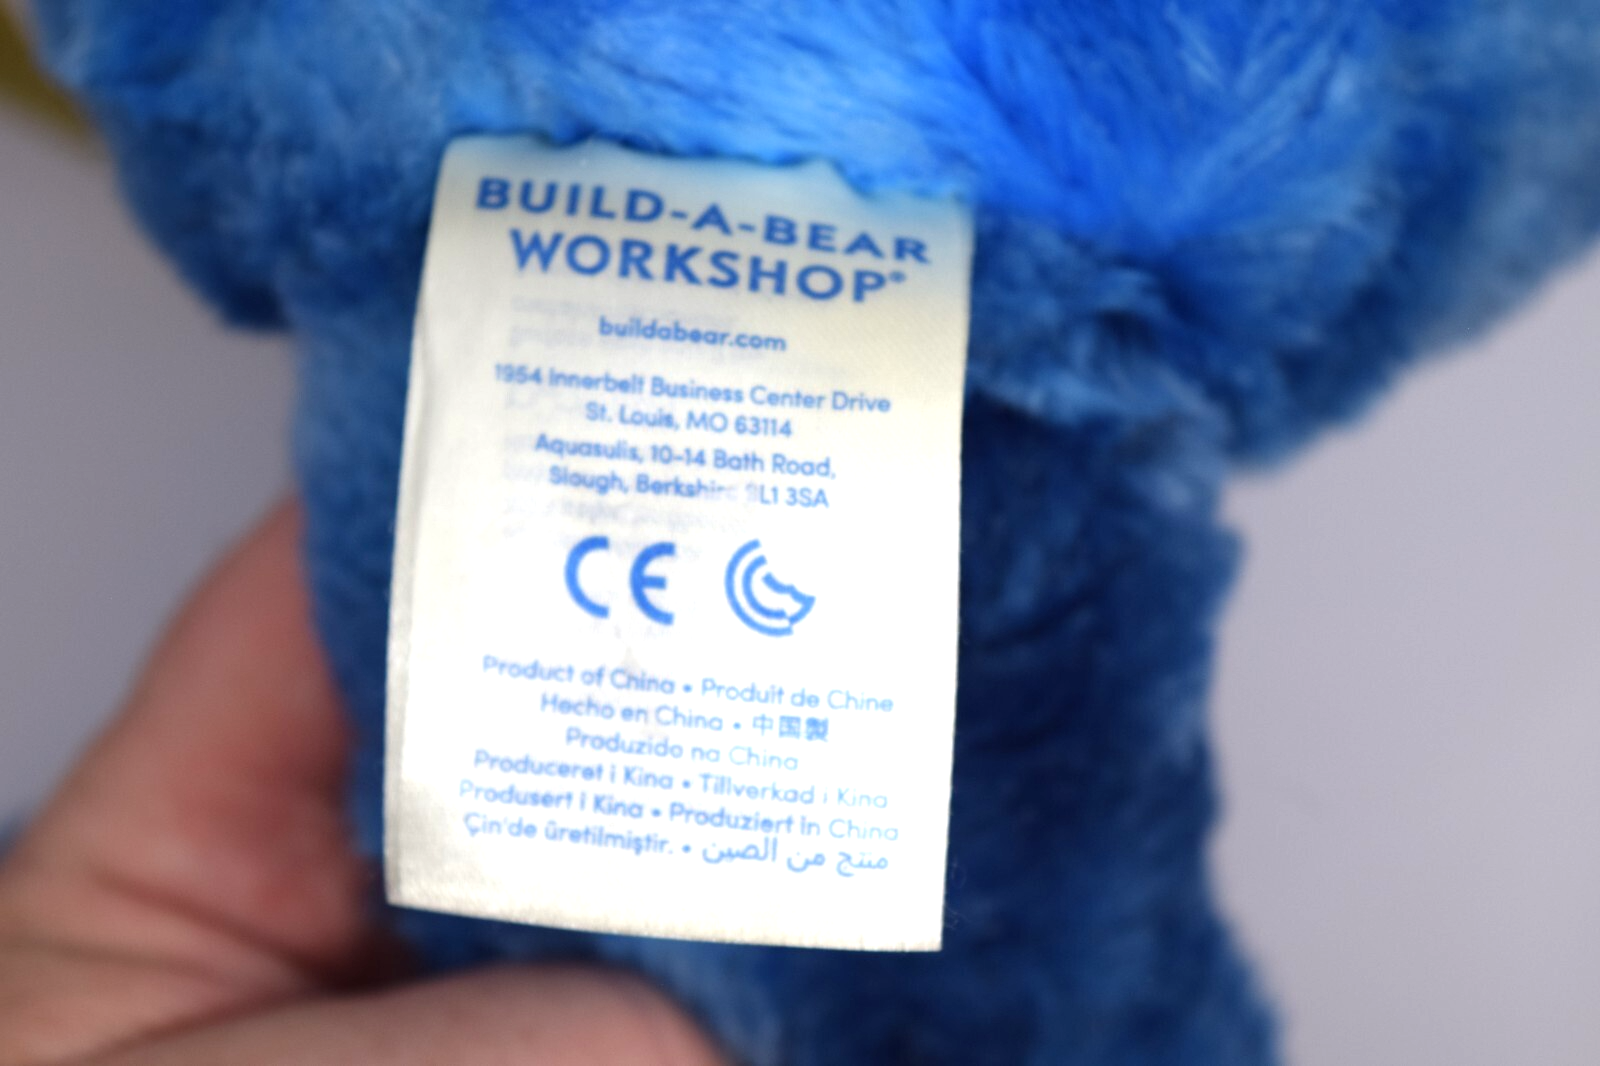 BUILD-A-BEAR
WORKSHOP®
buildabear.com
1954 Innerbelt Business Center Drive
St. Louis, MO 63114
Aquasulis, 10-14 Bath Road,
Slough, Berkshire SL1 3SA
CE
Product of China • Produit de Chine
Hecho en China • 中国製
Produzido na China
Produceret i Kina • Tillverkad i Kina
Produsert i Kina • Produziert in China
Çin'de üretilmiştir. • منتج من الصين